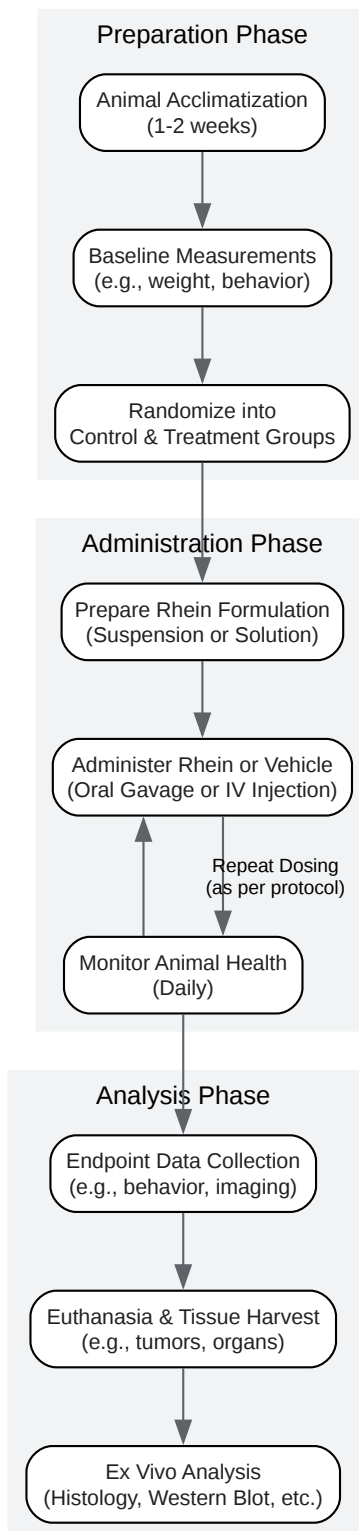 Preparation Phase
Animal Acclimatization
(1-2 weeks)
Baseline Measurements
(e.g., weight, behavior)
Randomize into
Control & Treatment Groups
Administration Phase
Prepare Rhein Formulation
(Suspension or Solution)
Administer Rhein or Vehicle
(Oral Gavage or IV Injection)
Repeat Dosing
(as per protocol)
Monitor Animal Health
(Daily)
Analysis Phase
Endpoint Data Collection
(e.g., behavior, imaging)
Euthanasia & Tissue Harvest
(e.g., tumors, organs)
Ex Vivo Analysis
(Histology, Western Blot, etc.)